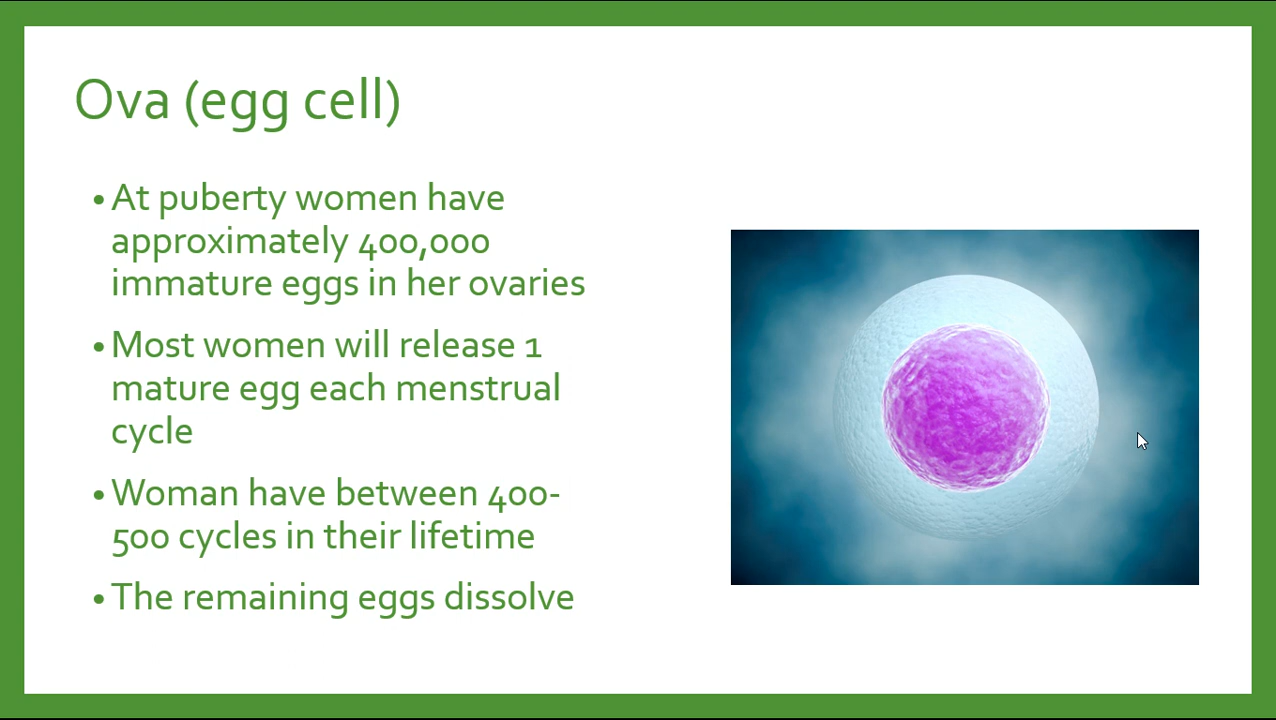 Ova (egg cell)
• At puberty women have
approximately 400,000
immature eggs in her ovaries
• Most women will release 1
mature egg each menstrual
cycle
• Woman have between 400-
500 cycles in their lifetime
• The remaining eggs dissolve